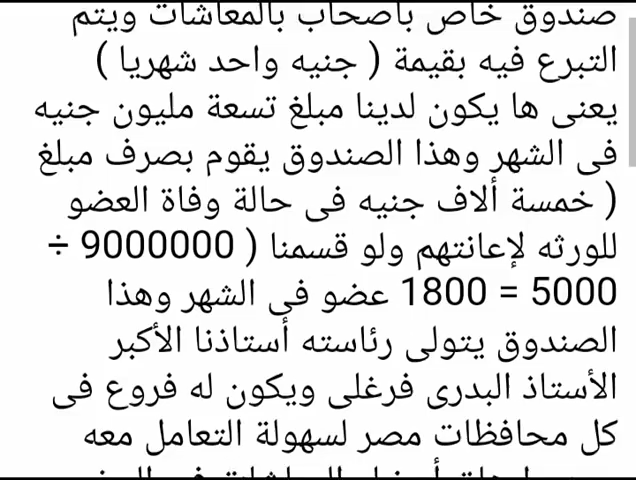 صندوق خاص بأصحاب بالمعاشات ويتم
التبرع فيه بقيمة ( جنيه واحد شهريا )
يعنى ها يكون لدينا مبلغ تسعة مليون جنيه
فى الشهر وهذا الصندوق يقوم بصرف مبلغ
( خمسة ألاف جنيه فى حالة وفاة العضو
للورثه لإعانتهم ولو قسمنا ( 9000000 ÷
5000 = 1800 عضو فى الشهر وهذا
الصندوق يتولى رئاسته أستاذنا الأكبر
الأستاذ البدرى فرغلى ويكون له فروع فى
كل محافظات مصر لسهولة التعامل معه